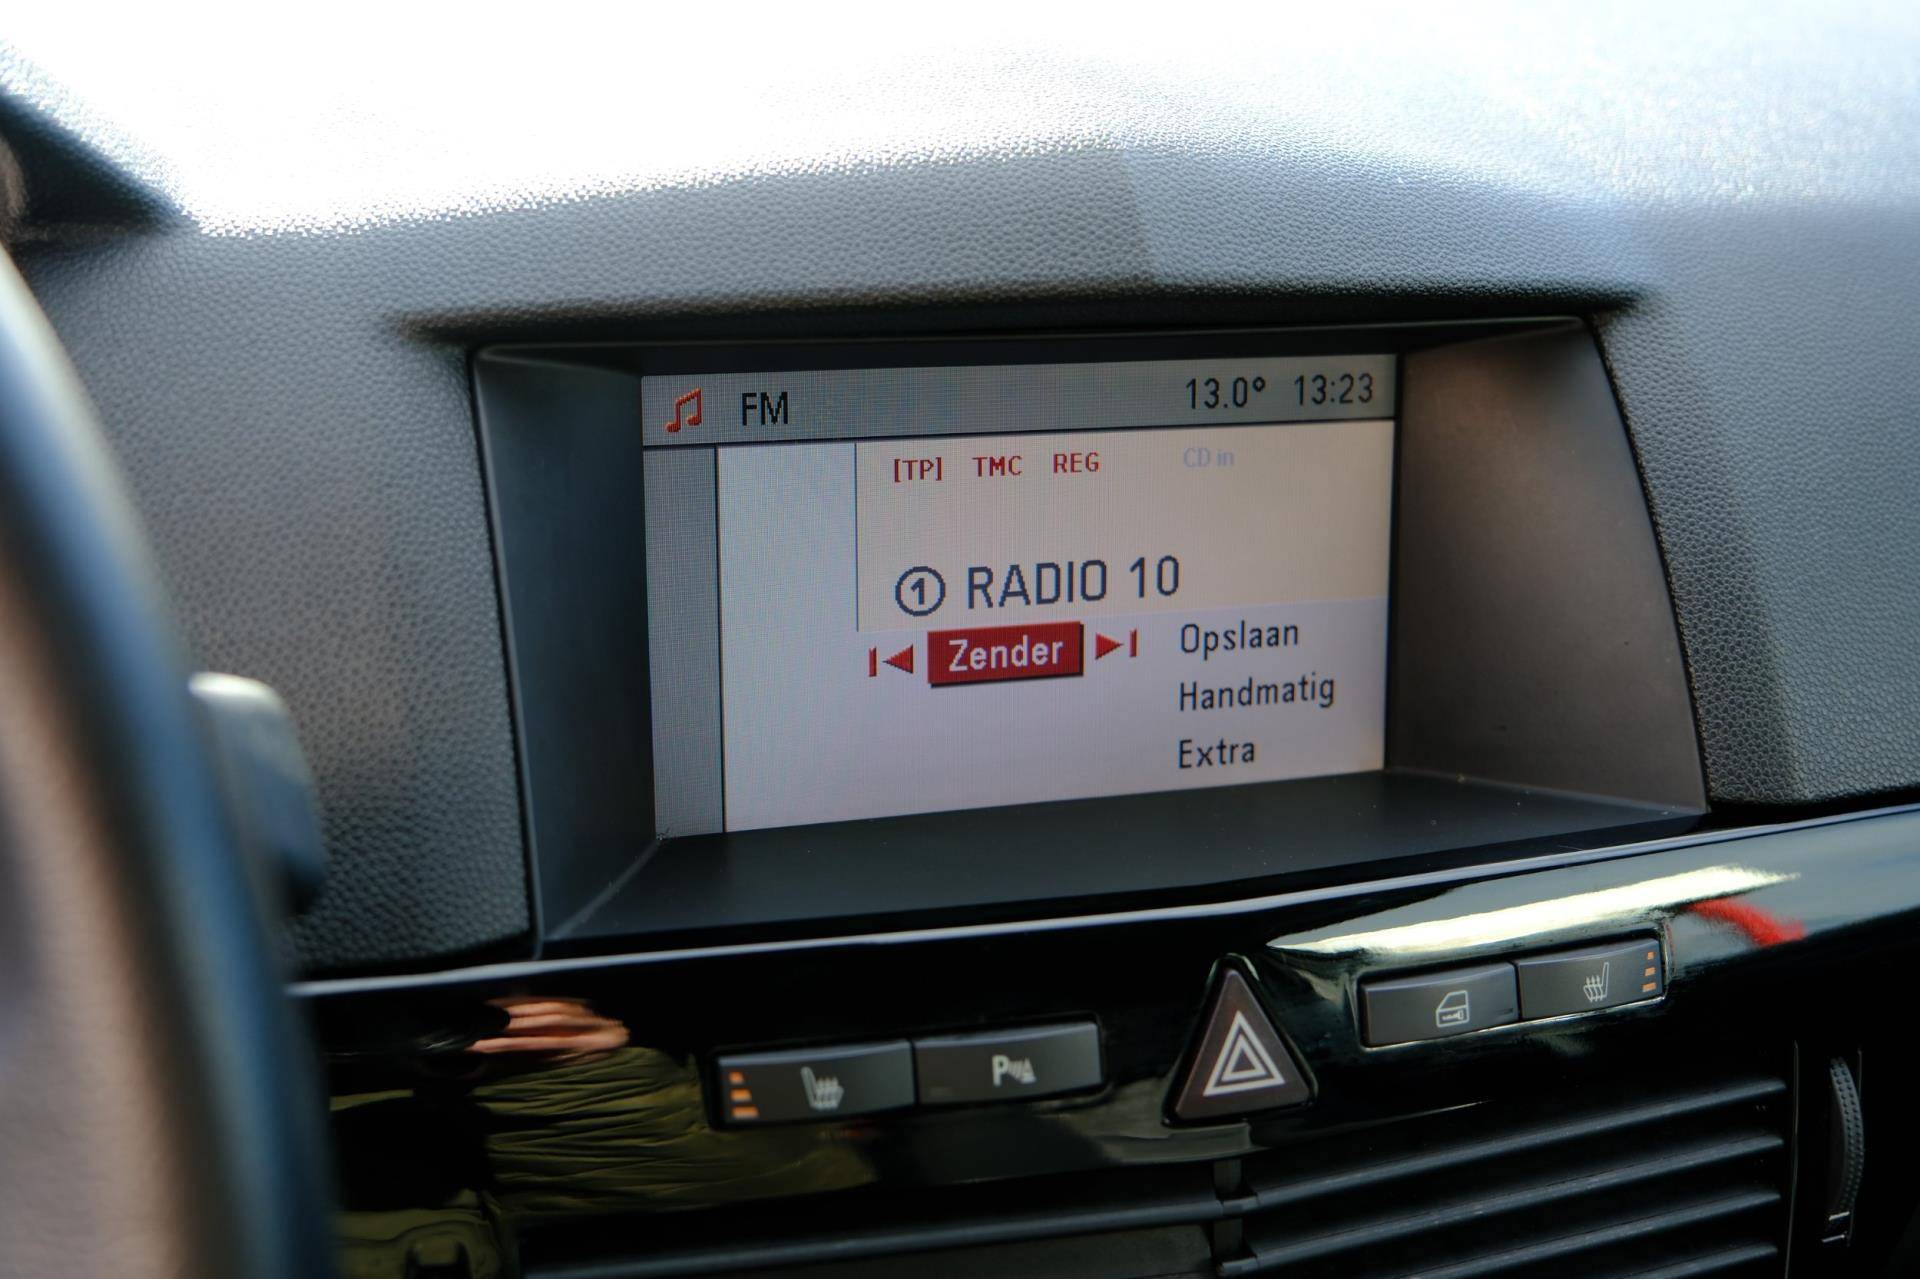 FM 13.0° 13:23
[TP] TMC REG CD in
① RADIO 10
Zender Opslaan
Handmatig
Extra
P